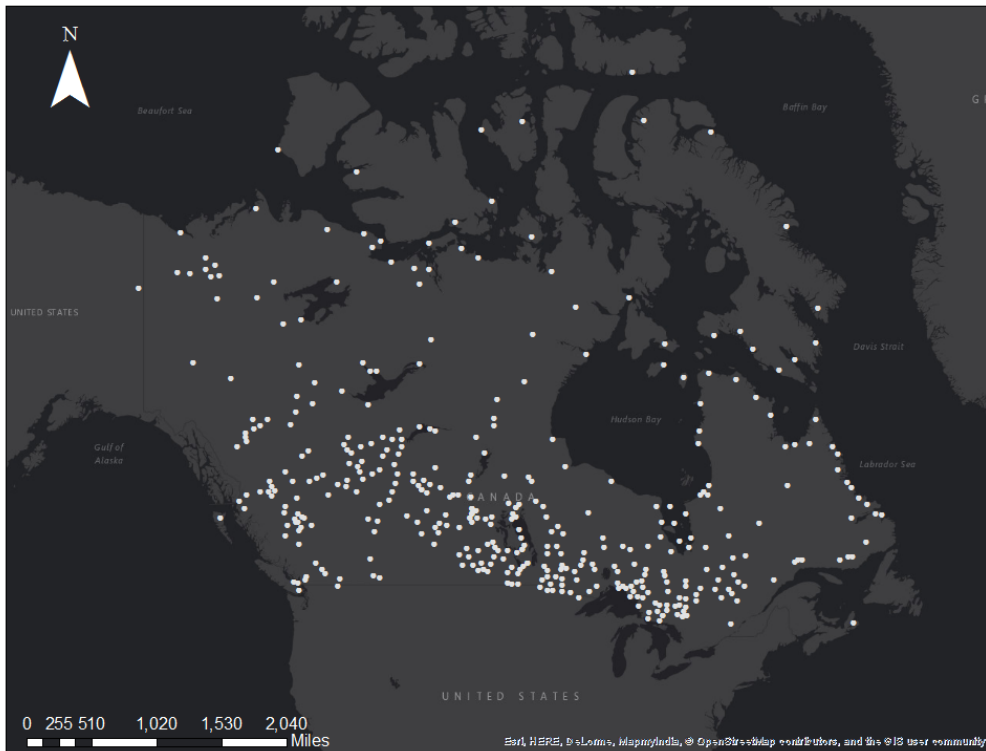 N
Beaufort Sea
Baffin Bay
G
UNITED STATES
Davis Strait
Hudson Bay
Gulf of
Alaska
Labrador Sea
CANADA
UNITED STATES
0 255 510 1,020 1,530 2,040
Miles
Esri, HERE, DeLorme, MapmyIndia, © OpenStreetMap contributors, and the GIS user community